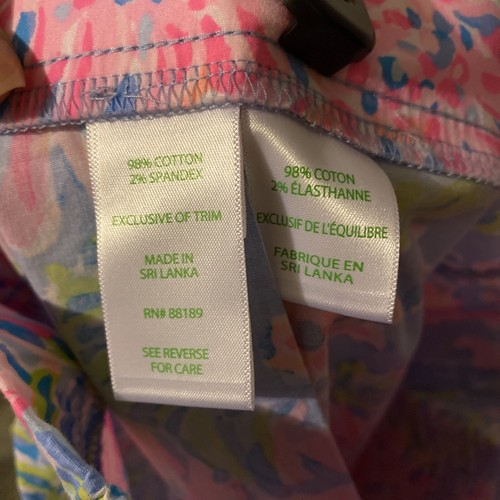 98% COTTON
2% SPANDEX
EXCLUSIVE OF TRIM
MADE IN
SRI LANKA
RN# 88189
SEE REVERSE
FOR CARE
98% COTON
2% ÉLASTHANNE
EXCLUSIF DE L'ÉQUILIBRE
FABRIQUE EN
SRI LANKA